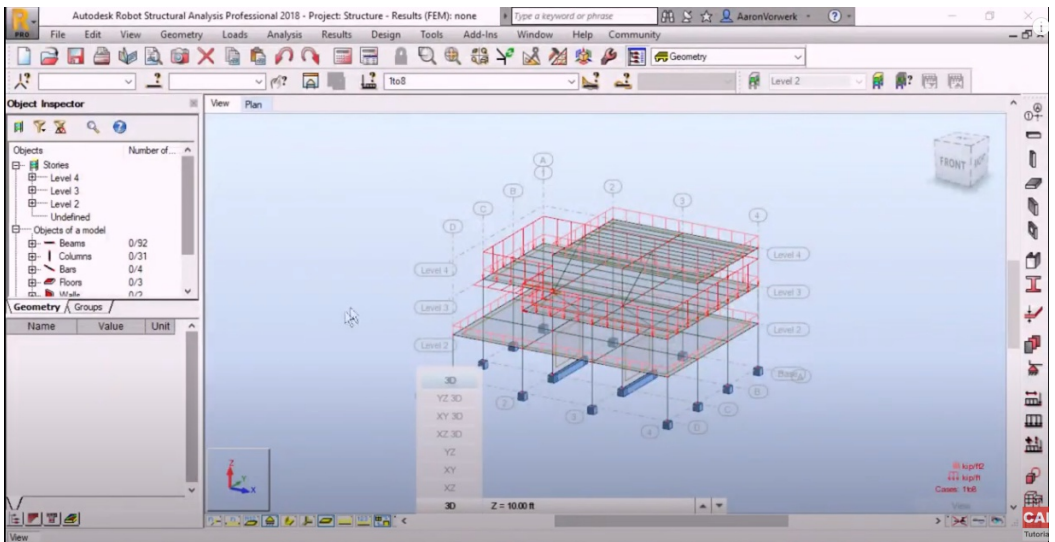 Autodesk Robot Structural Analysis Professional 2018 - Project: Structure - Results (FEM): none
Type a keyword or phrase
AaronVorwerk
PRO
File Edit View Geometry Loads Analysis Results Design Tools Add-Ins Window Help Community
Geometry
1to8
Level 2
Object Inspector
View Plan
Objects Number of...
Stories
Level 4
Level 3
Level 2
Undefined
Objects of a model
Beams 0/92
Columns 0/31
Bars 0/4
Floors 0/3
Walls 0/2
Geometry Groups
Name Value Unit
FRONT
A
1
B
2
C
3
D
4
Level 4
Level 4
Level 3
Level 3
Level 2
Level 2
B
2
C
3
D
4
3D
YZ 3D
XY 3D
XZ 3D
YZ
XY
XZ
3D Z = 10.00 ft
Z
Y
X
kip/ft2
kip/ft
Cases: 1to8
View
View
CA
Tutoria